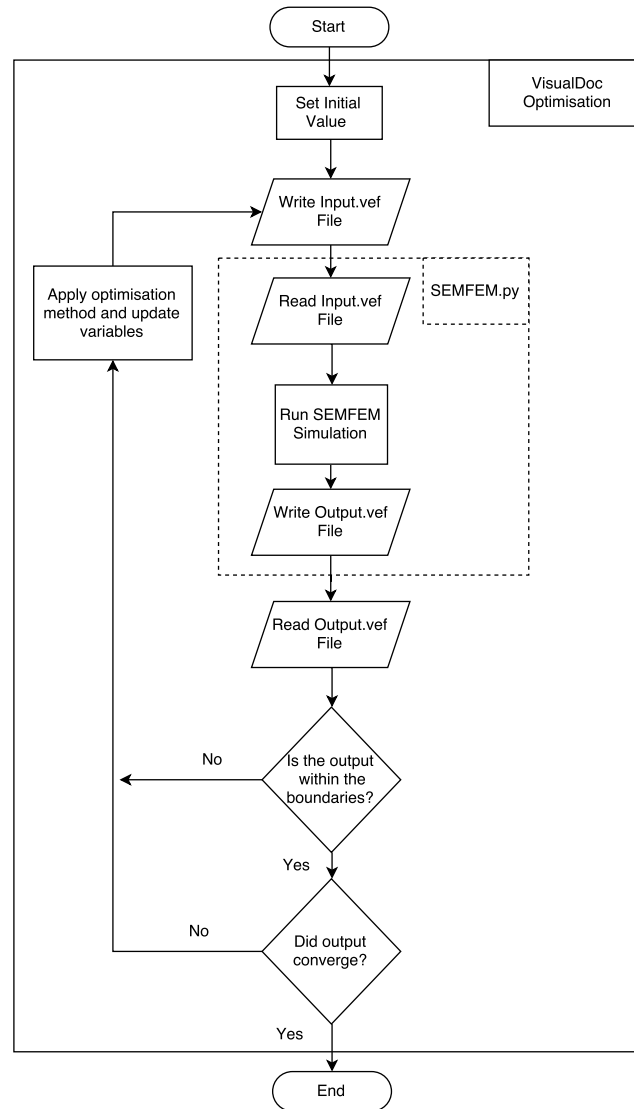 Start
VisualDoc
Optimisation
Set Initial
Value
Write Input.vef
File
Apply optimisation
method and update
variables
SEMFEM.py
Read Input.vef
File
Run SEMFEM
Simulation
Write Output.vef
File
Read Output.vef
File
Is the output
within the
boundaries?
No
Yes
Did output
converge?
No
Yes
End